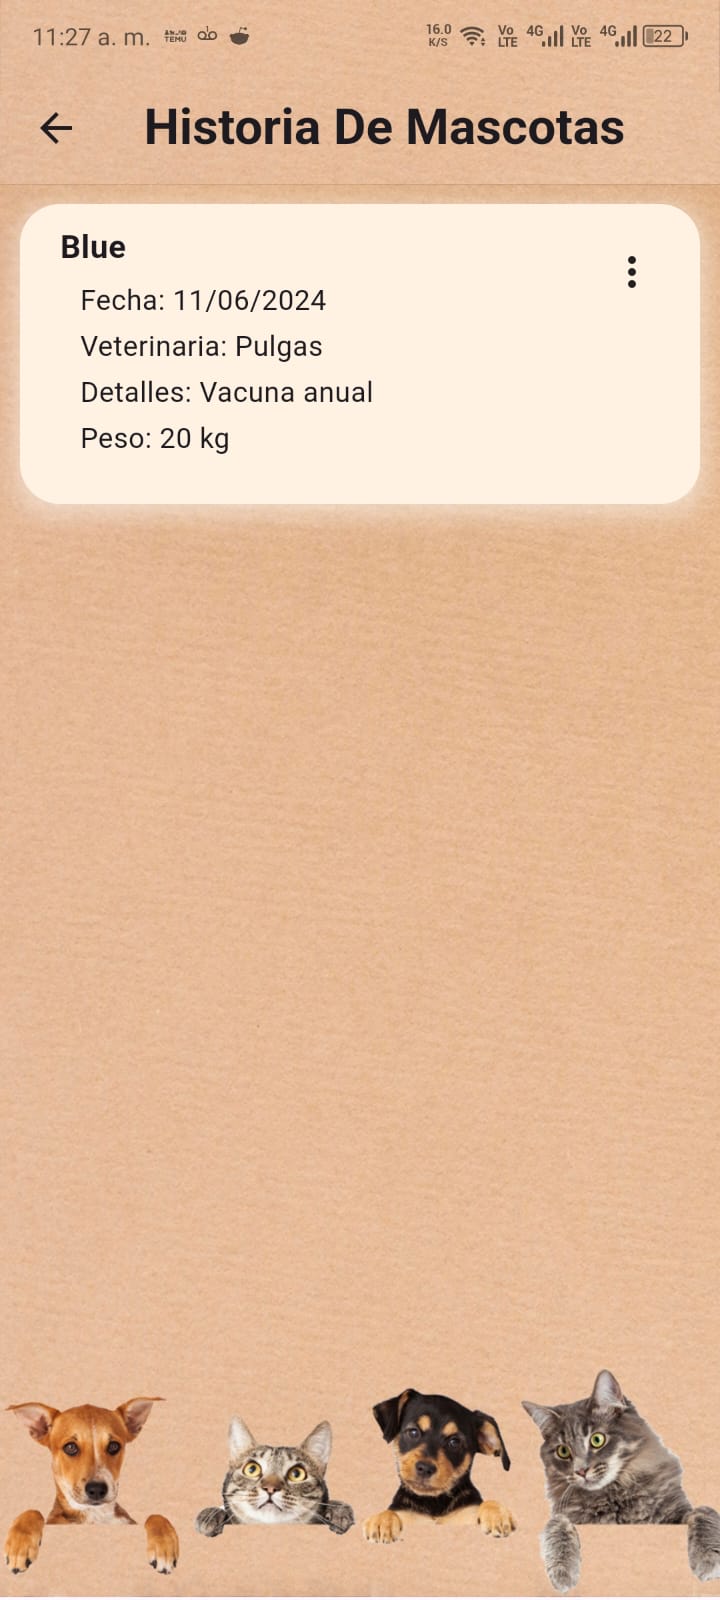 11:27 a. m.
TEMU
16.0 K/S
Vo LTE
4G
Vo LTE
4G
22
Historia De Mascotas
Blue
Fecha: 11/06/2024
Veterinaria: Pulgas
Detalles: Vacuna anual
Peso: 20 kg